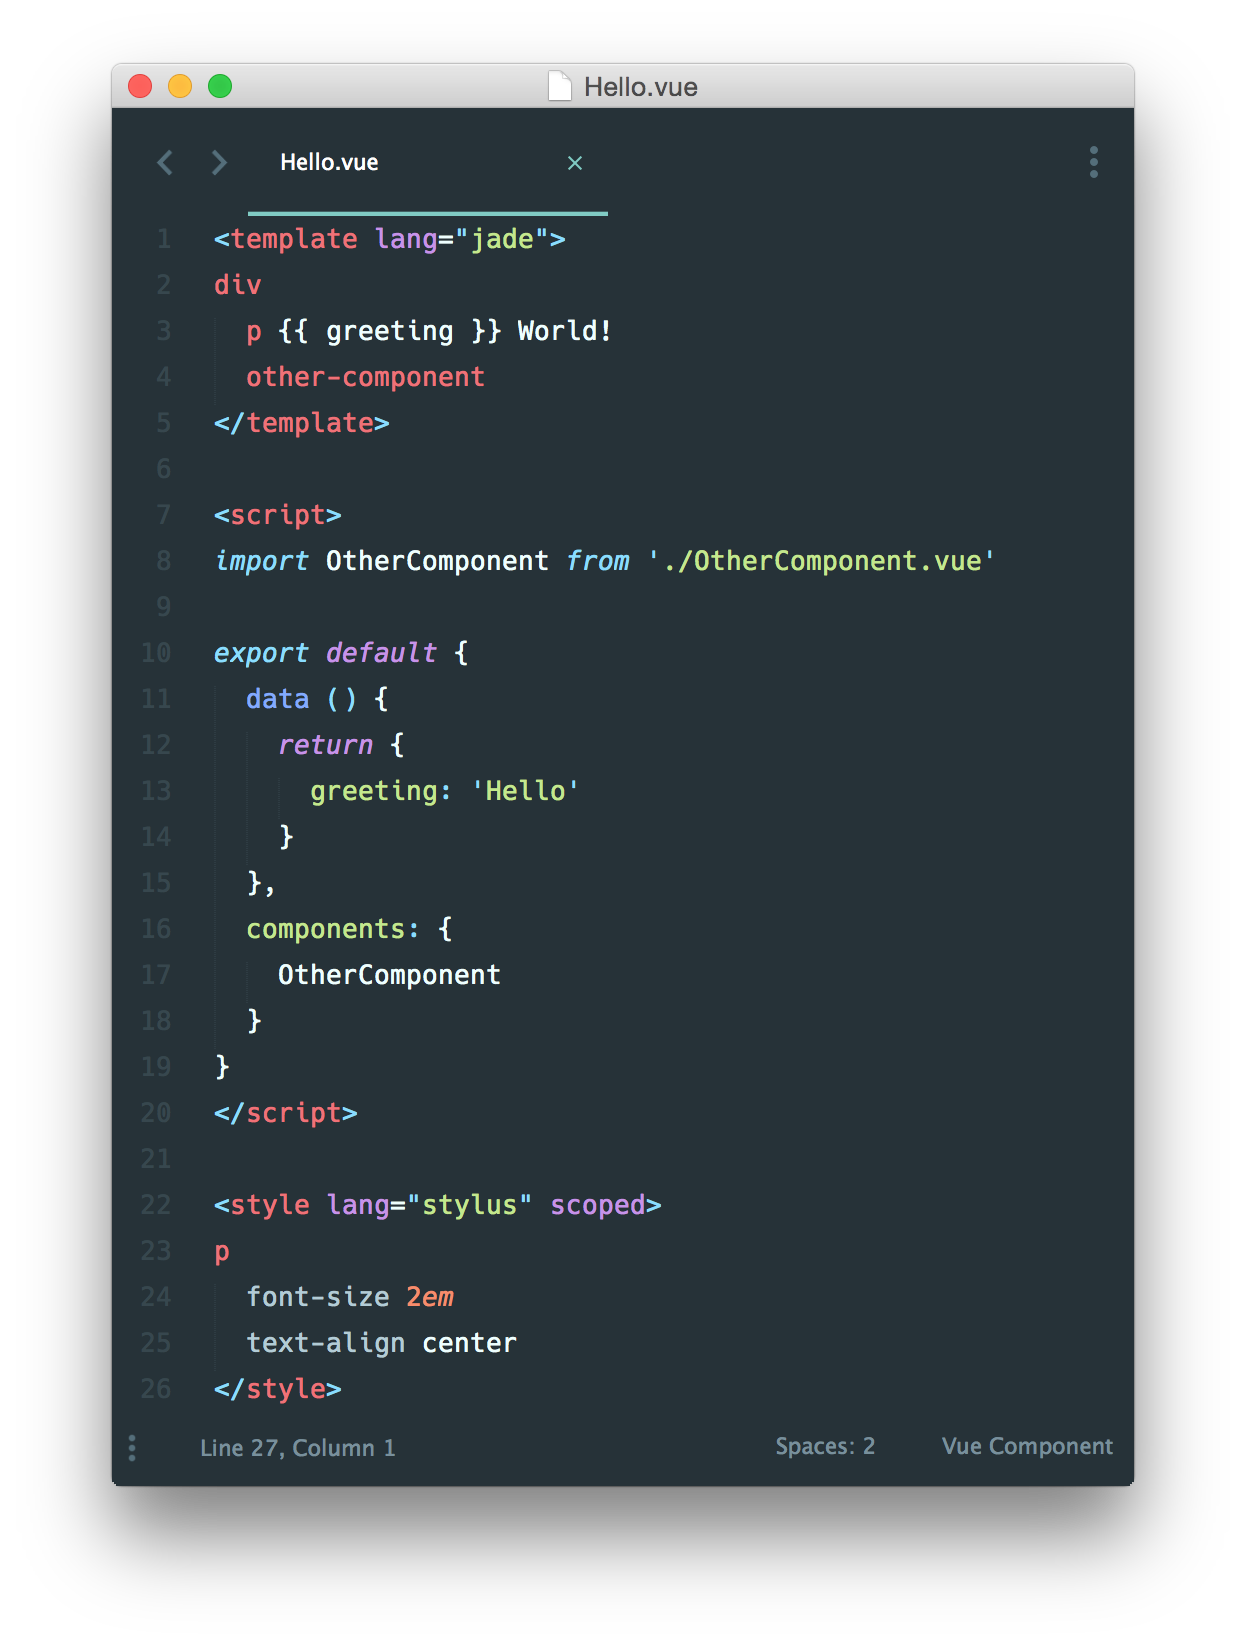 Hello.vue
Hello.vue ×
1 <template lang="jade">
2 div
3   p {{ greeting }} World!
4   other-component
5 </template>
6
7 <script>
8 import OtherComponent from './OtherComponent.vue'
9
10 export default {
11   data () {
12     return {
13       greeting: 'Hello'
14     }
15   },
16   components: {
17     OtherComponent
18   }
19 }
20 </script>
21
22 <style lang="stylus" scoped>
23 p
24   font-size 2em
25   text-align center
26 </style>
Line 27, Column 1 Spaces: 2 Vue Component